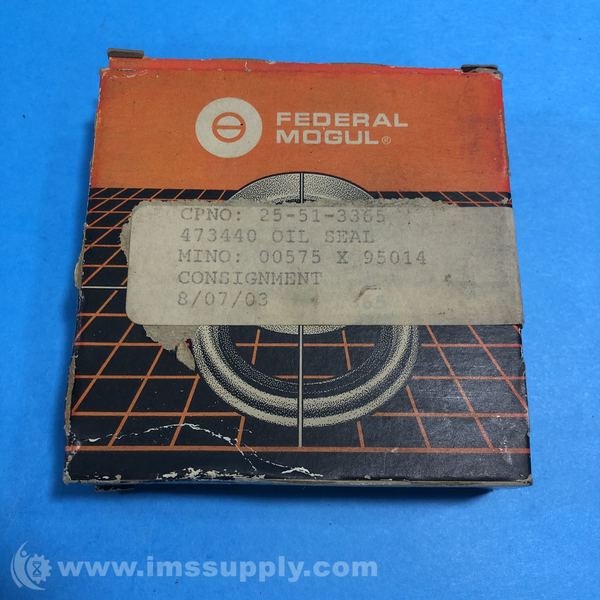 FEDERAL
MOGUL®
CPNO: 25-51-3365
473440 OIL SEAL
MINO: 00575 X 95014
CONSIGNMENT
8/07/03
www.imssupply.com